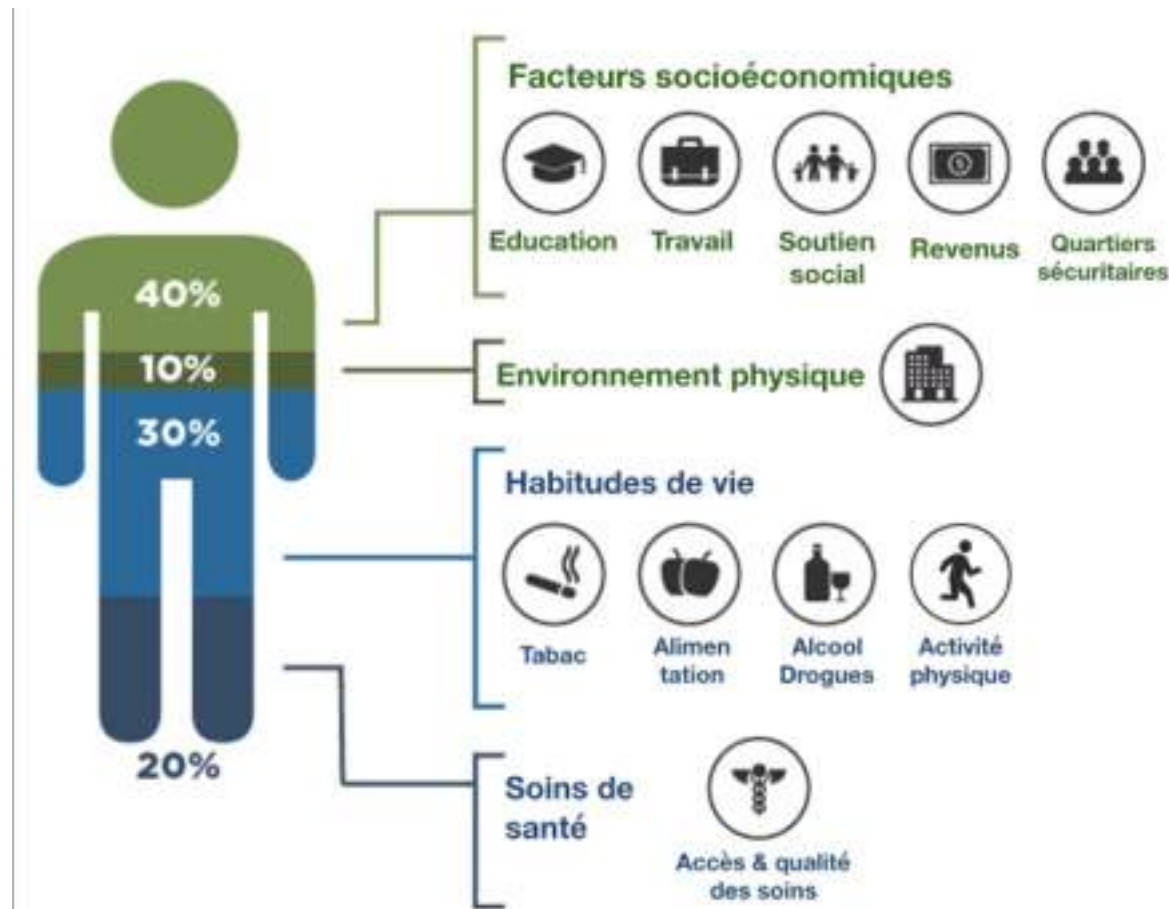 Facteurs socioéconomiques
Education
Travail
Soutien
social
Revenus
Quartiers
sécuritaires
40%
10%
Environnement physique
30%
Habitudes de vie
Tabac
Alimen
tation
Alcool
Drogues
Activité
physique
20%
Soins de
santé
Accès & qualité
des soins